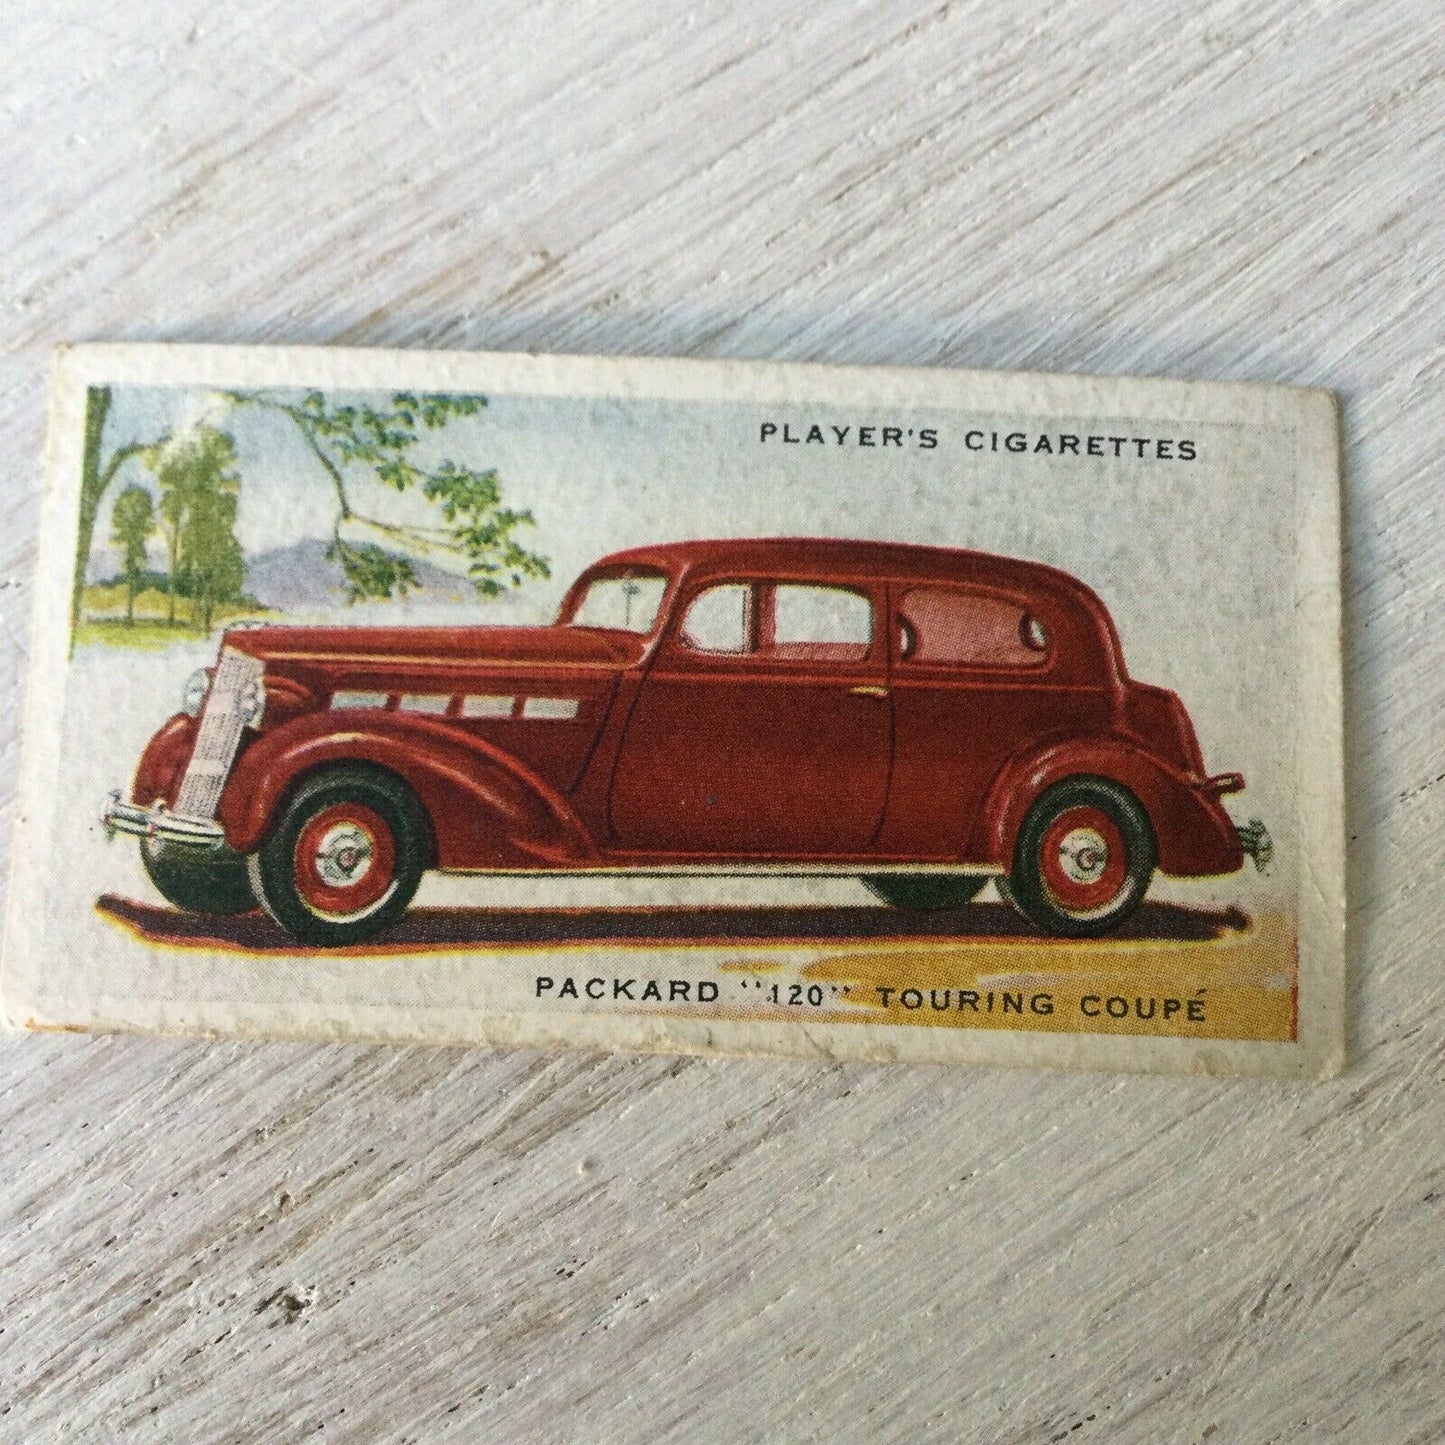 PLAYER'S CIGARETTES
PACKARD "120" TOURING COUPÉ